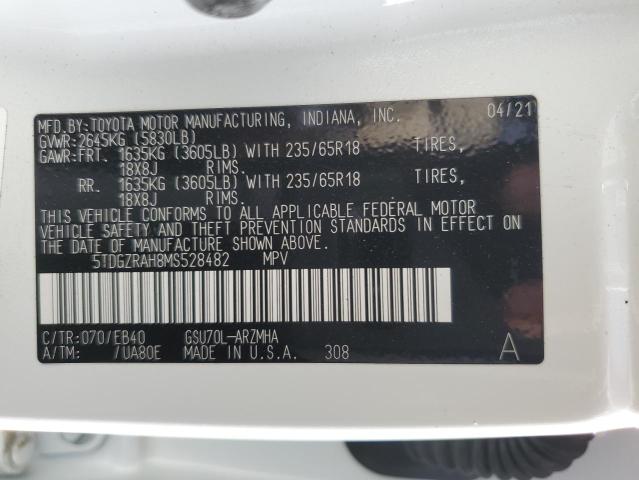 MFD.BY:TOYOTA MOTOR MANUFACTURING, INDIANA, INC. 04/21
GVWR:2645KG (5830LB)
GAWR:FRT. 1635KG (3605LB) WITH 235/65R18 TIRES,
18X8J RIMS.
RR. 1635KG (3605LB) WITH 235/65R18 TIRES,
18X8J RIMS.
THIS VEHICLE CONFORMS TO ALL APPLICABLE FEDERAL MOTOR
VEHICLE SAFETY AND THEFT PREVENTION STANDARDS IN EFFECT ON
THE DATE OF MANUFACTURE SHOWN ABOVE.
5TDGZRAH8MS528482 MPV
C/TR:070/EB40 GSU70L-ARZMHA
A/TM: /UA80E MADE IN U.S.A. 308 A